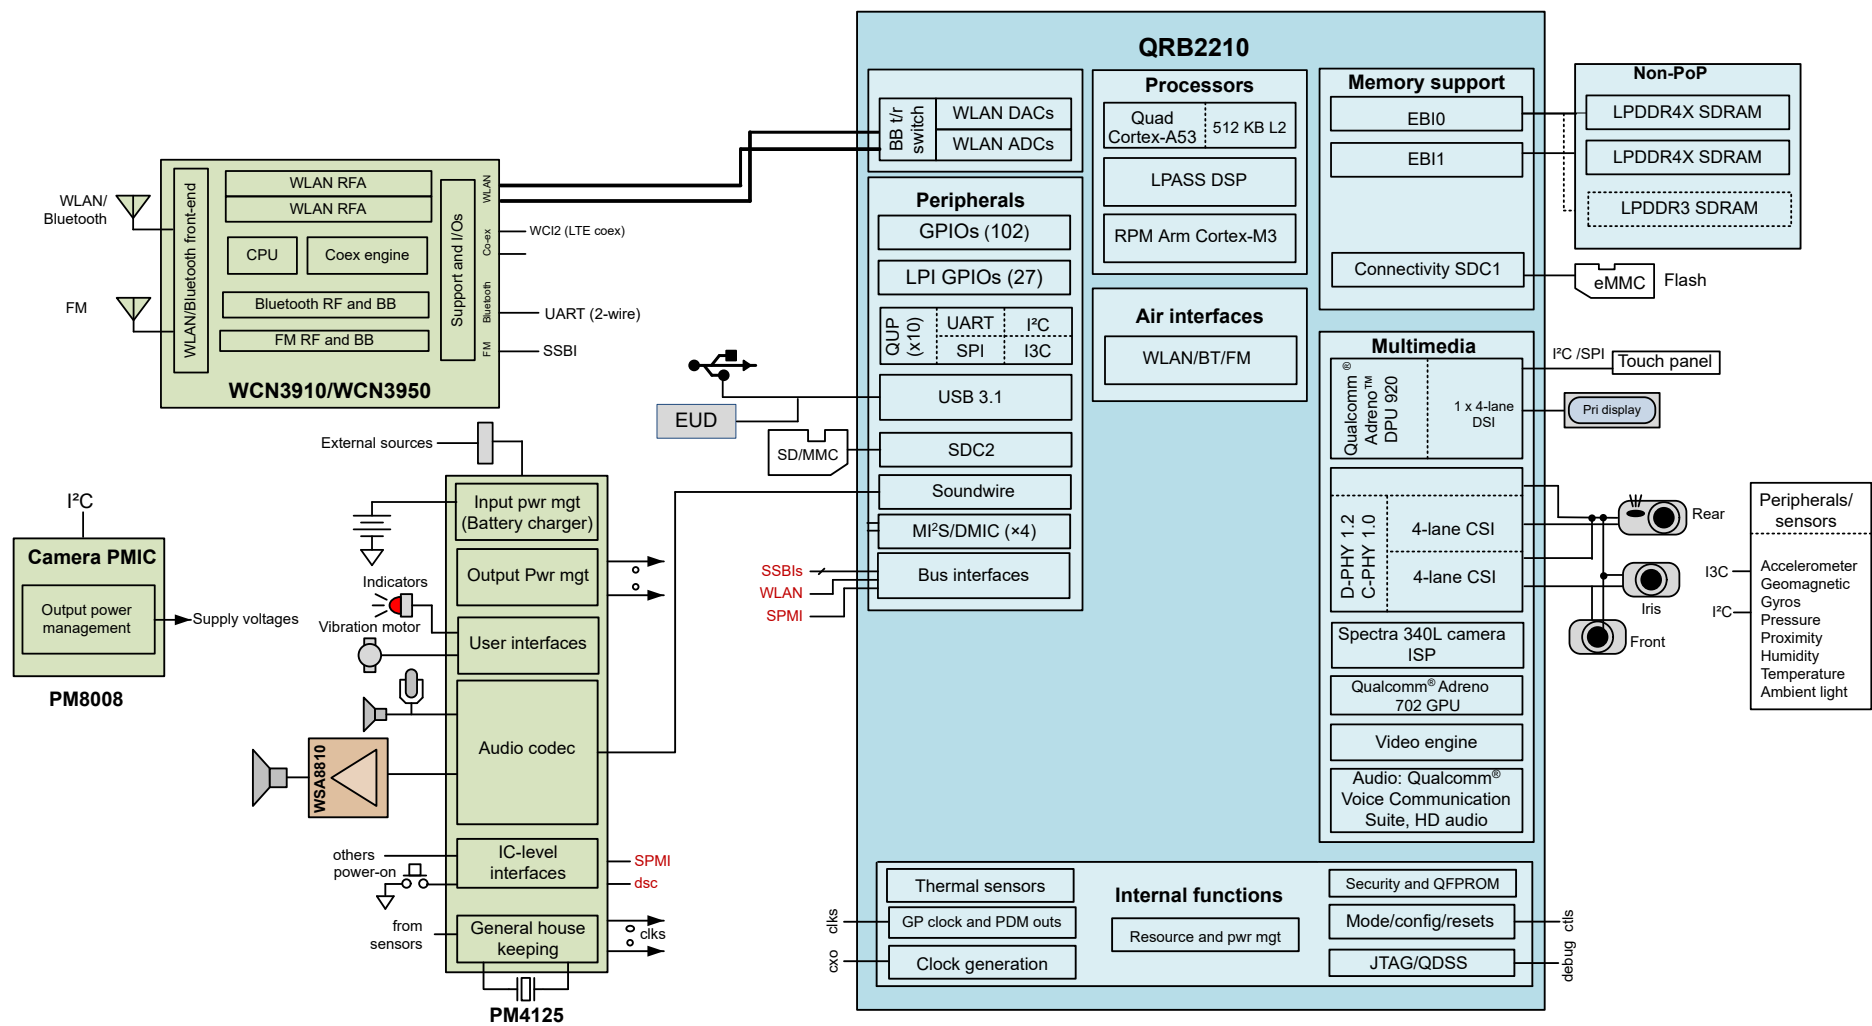 QRB2210
BB t/r
switch
WLAN DACs
WLAN ADCs
Peripherals
GPIOs (102)
LPI GPIOs (27)
QUP
(x10)
UART
I²C
SPI
I3C
USB 3.1
SDC2
Soundwire
MI²S/DMIC (×4)
Bus interfaces
Processors
Quad
Cortex-A53
512 KB L2
LPASS DSP
RPM Arm Cortex-M3
Air interfaces
WLAN/BT/FM
Memory support
EBI0
EBI1
Connectivity SDC1
Non-PoP
LPDDR4X SDRAM
LPDDR4X SDRAM
LPDDR3 SDRAM
eMMC
Flash
Multimedia
Qualcomm®
Adreno™
DPU 920
1 x 4-lane
DSI
I²C /SPI
Touch panel
Pri display
D-PHY 1.2
C-PHY 1.0
4-lane CSI
4-lane CSI
Rear
Iris
Front
Spectra 340L camera
ISP
Qualcomm® Adreno
702 GPU
Video engine
Audio: Qualcomm®
Voice Communication
Suite, HD audio
Peripherals/
sensors
I3C
I²C
Accelerometer
Geomagnetic
Gyros
Pressure
Proximity
Humidity
Temperature
Ambient light
Internal functions
Thermal sensors
GP clock and PDM outs
Clock generation
Resource and pwr mgt
Security and QFPROM
Mode/config/resets
JTAG/QDSS
clks
cxo
ctls
debug
WLAN/
Bluetooth
FM
WLAN/Bluetooth front-end
WLAN RFA
WLAN RFA
CPU
Coex engine
Bluetooth RF and BB
FM RF and BB
Support and I/Os
WLAN
Co-ex
Bluetooth
FM
WCI2 (LTE coex)
UART (2-wire)
SSBI
WCN3910/WCN3950
EUD
SD/MMC
SSBIs
WLAN
SPMI
External sources
Input pwr mgt
(Battery charger)
Output Pwr mgt
Indicators
Vibration motor
User interfaces
Audio codec
WSA8810
others
power-on
IC-level
interfaces
SPMI
dsc
from
sensors
General house
keeping
clks
PM4125
I²C
Camera PMIC
Output power
management
Supply voltages
PM8008